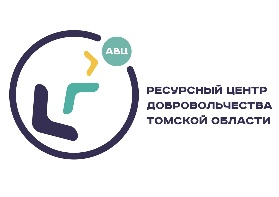 АВЦ
РЕСУРСНЫЙ ЦЕНТР
ДОБРОВОЛЬЧЕСТВА
ТОМСКОЙ ОБЛАСТИ